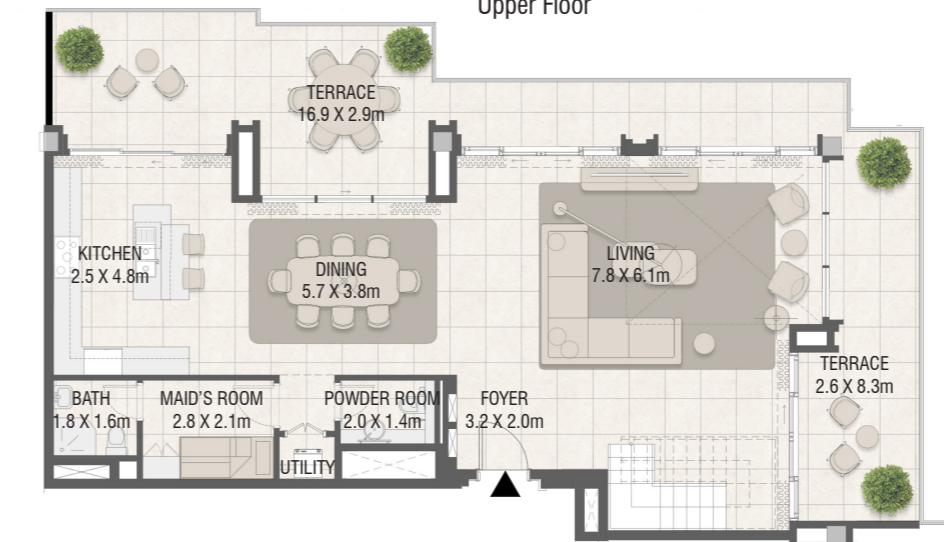 Upper Floor
TERRACE
16.9 X 2.9m
KITCHEN
2.5 X 4.8m
DINING
5.7 X 3.8m
LIVING
7.8 X 6.1m
TERRACE
2.6 X 8.3m
BATH
1.8 X 1.6m
MAID'S ROOM
2.8 X 2.1m
POWDER ROOM
2.0 X 1.4m
FOYER
3.2 X 2.0m
UTILITY